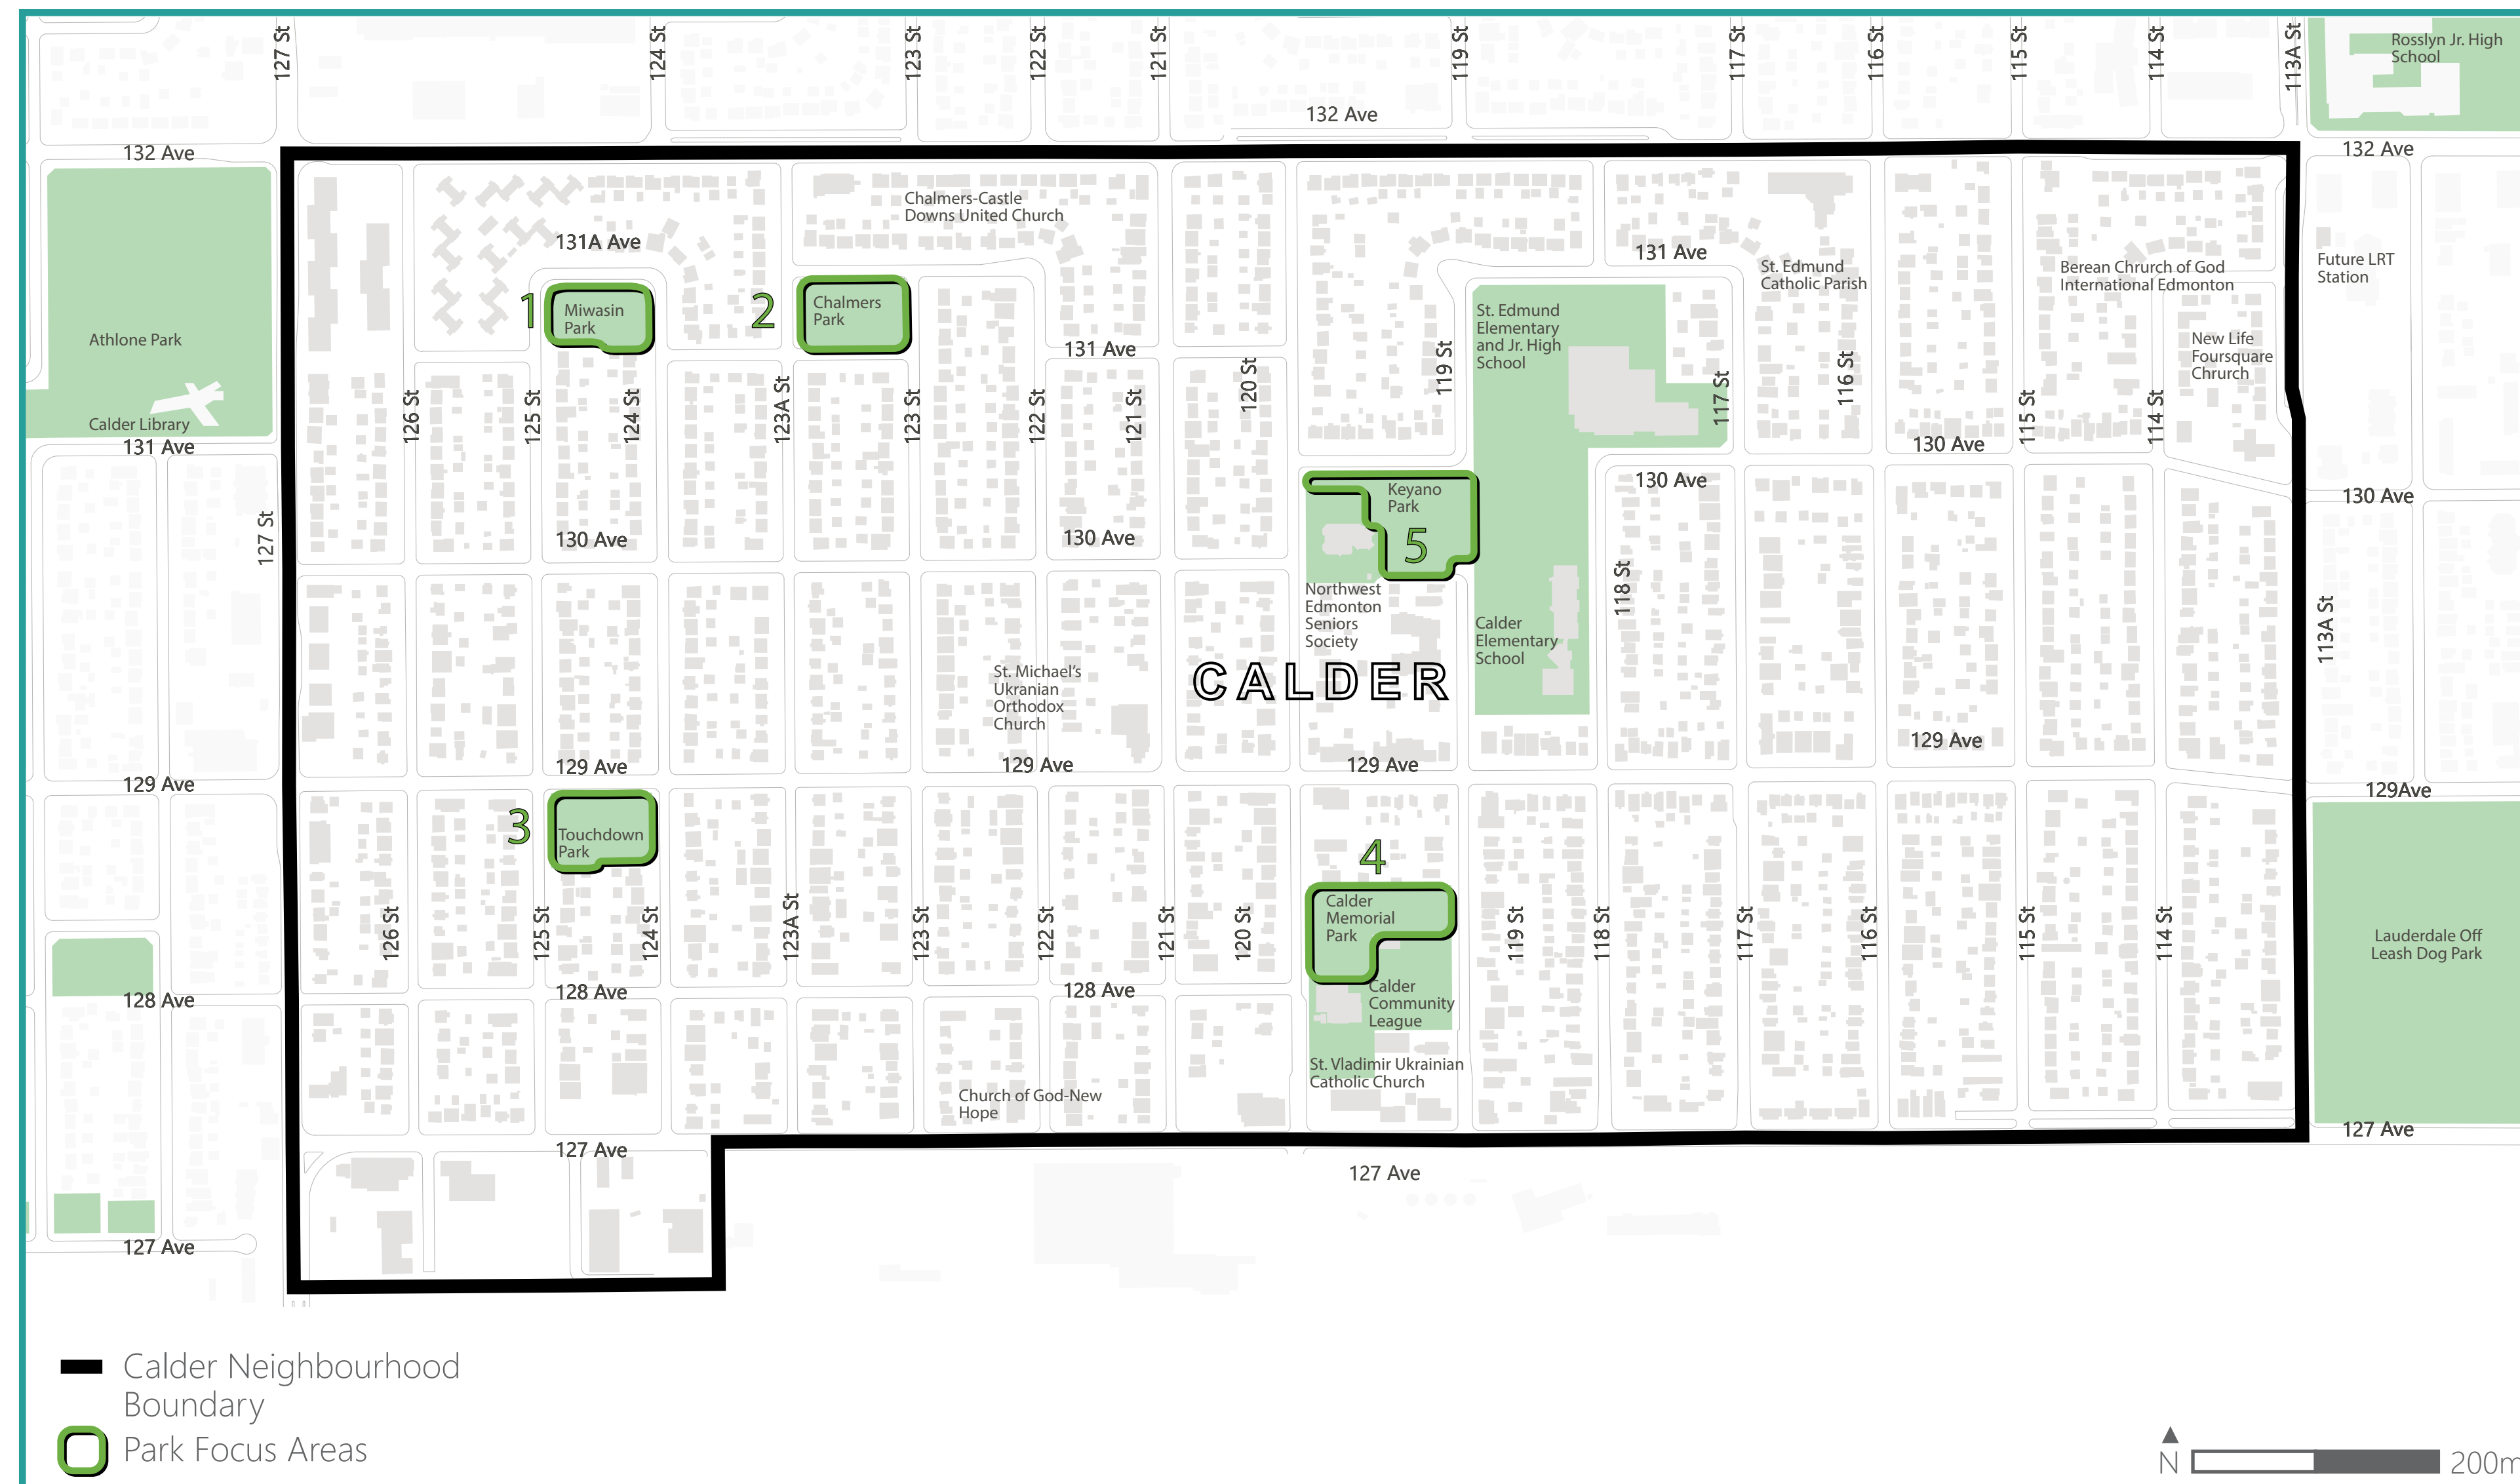 127 St
124 St
123 St
122 St
121 St
119 St
117 St
116 St
115 St
114 St
113A St
Rosslyn Jr. High
School
132 Ave
132 Ave
132 Ave
Chalmers-Castle
Downs United Church
131A Ave
131 Ave
St. Edmund
Catholic Parish
Berean Chruch of God
International Edmonton
Future LRT
Station
1
Miwasin
Park
2
Chalmers
Park
St. Edmund
Elementary
and Jr. High
School
Athlone Park
131 Ave
New Life
Foursquare
Chruch
Calder Library
131 Ave
126 St
125 St
124 St
123A St
123 St
122 St
121 St
120 St
119 St
117 St
116 St
115 St
114 St
130 Ave
130 Ave
130 Ave
Keyano
Park
5
127 St
130 Ave
130 Ave
Northwest
Edmonton
Seniors
Society
118 St
113A St
Calder
Elementary
School
CALDER
St. Michael's
Ukranian
Orthodox
Church
129 Ave
129 Ave
129 Ave
129 Ave
129 Ave
129Ave
3
Touchdown
Park
4
Calder
Memorial
Park
126 St
125 St
124 St
123A St
123 St
122 St
121 St
120 St
119 St
118 St
117 St
116 St
115 St
114 St
Lauderdale Off
Leash Dog Park
128 Ave
128 Ave
128 Ave
Calder
Community
League
St. Vladimir Ukrainian
Catholic Church
Church of God-New
Hope
127 Ave
127 Ave
127 Ave
127 Ave
Calder Neighbourhood
Boundary
Park Focus Areas
N
200m